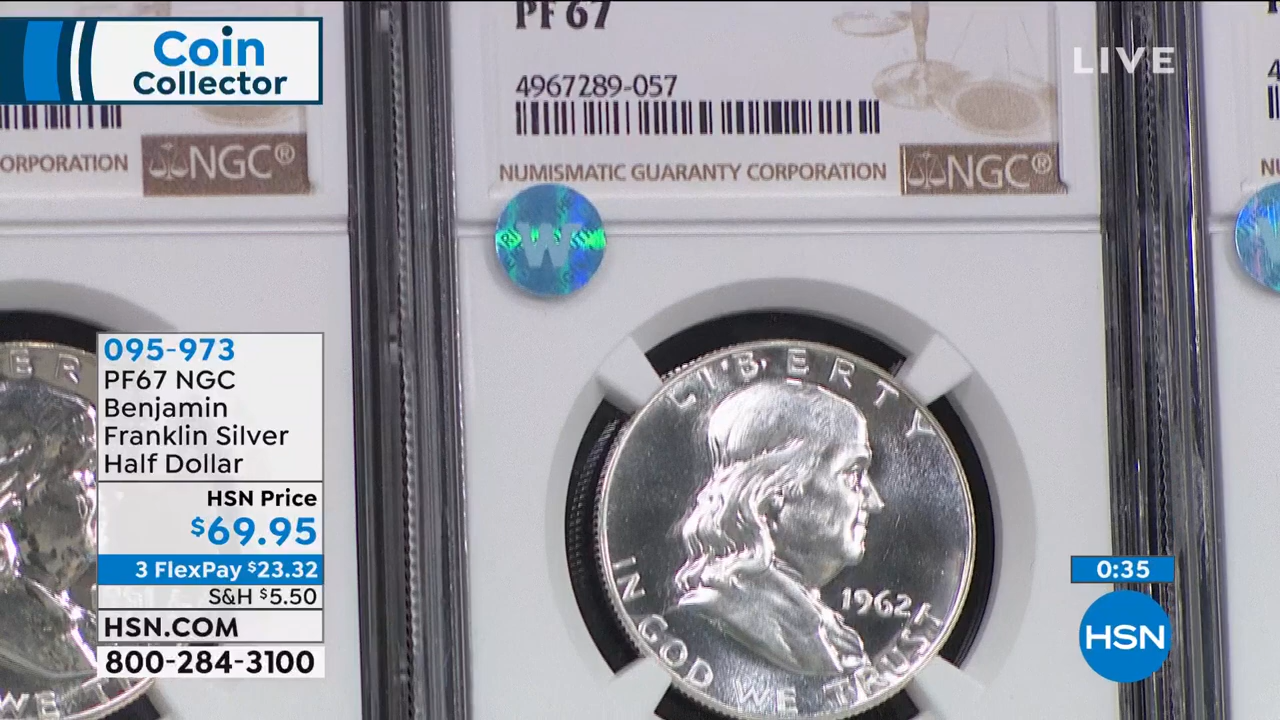 Coin
Collector
LIVE
PF 67
4967289-057
ORPORATION
NGC®
NUMISMATIC GUARANTY CORPORATION
NGC®
W
LIBERTY
IN GOD WE TRUST
1962
095-973
PF67 NGC
Benjamin
Franklin Silver
Half Dollar
HSN Price
$69.95
3 FlexPay $23.32
S&H $5.50
HSN.COM
800-284-3100
0:35
HSN